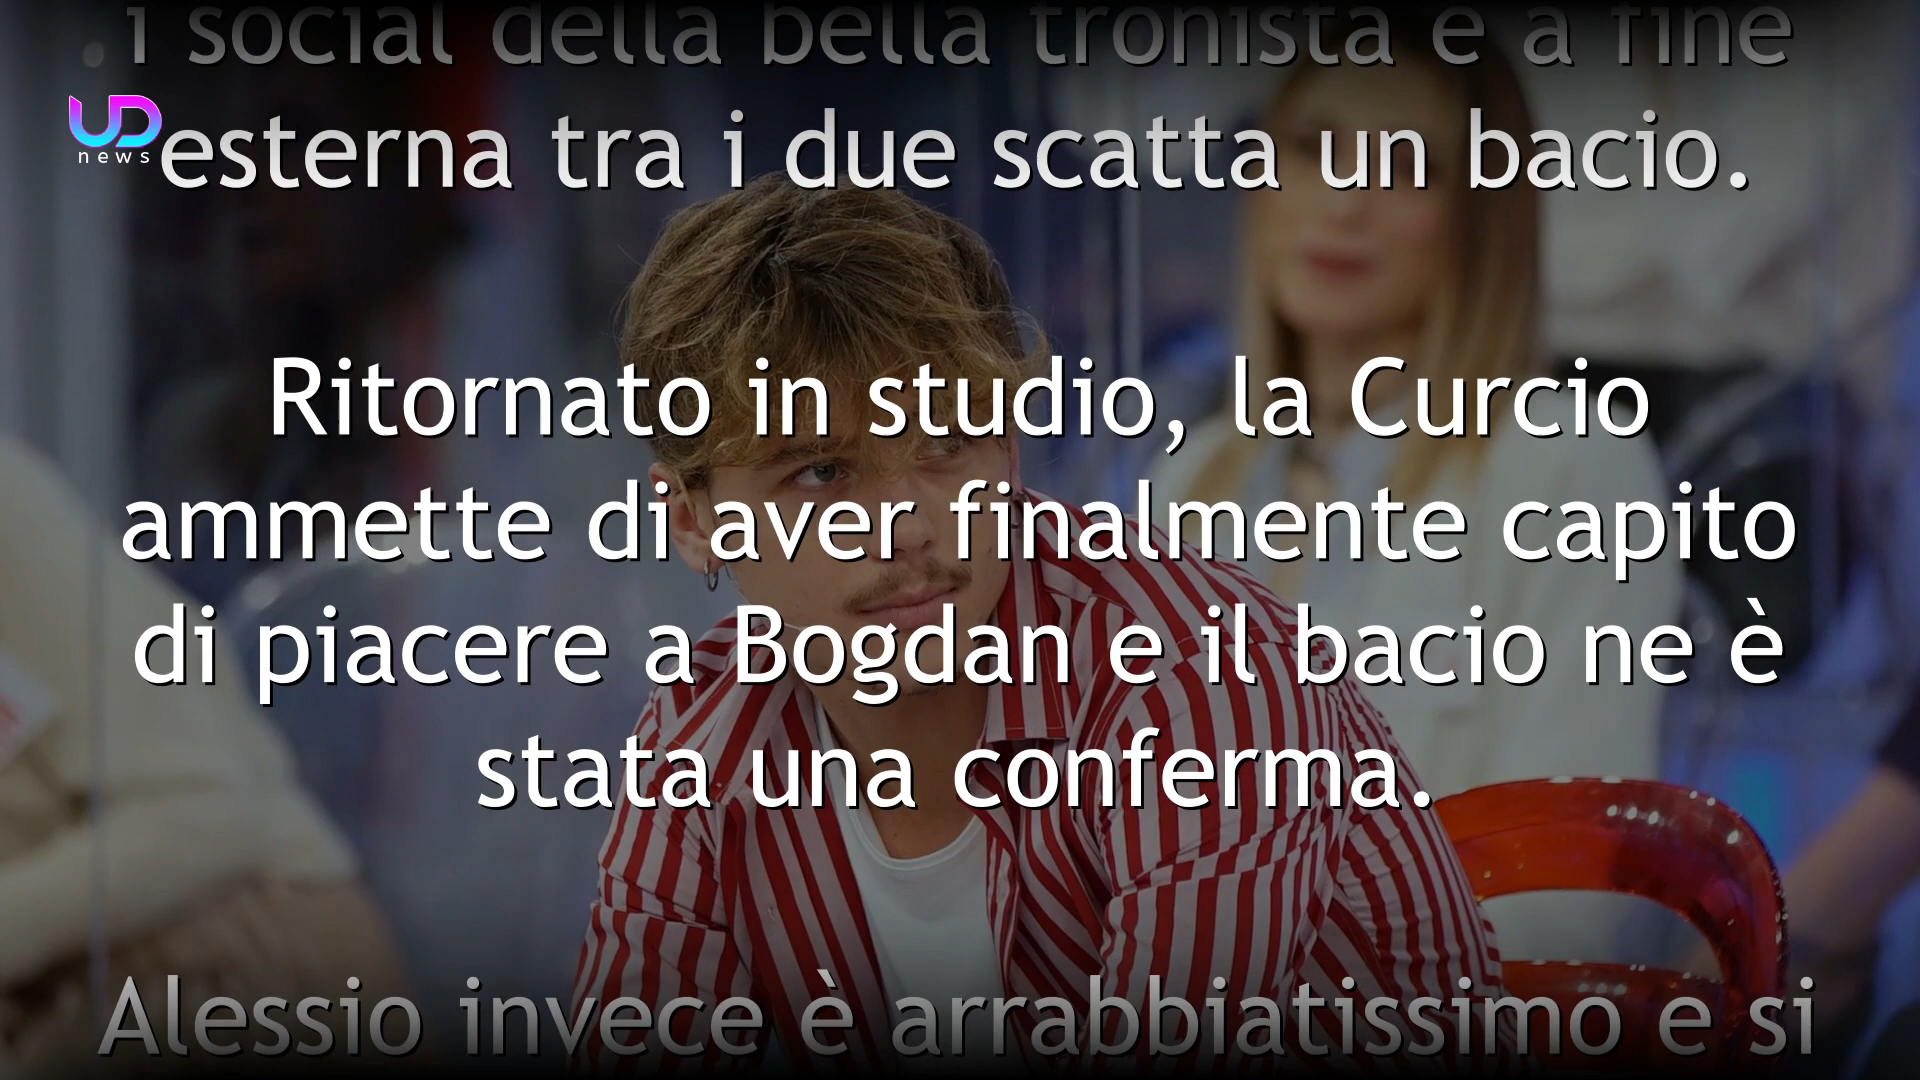 i social della bella tronista e a fine
UD
news
esterna tra i due scatta un bacio.
Ritornato in studio, la Curcio
ammette di aver finalmente capito
di piacere a Bogdan e il bacio ne è
stata una conferma.
Alessio invece è arrabbiatissimo e si